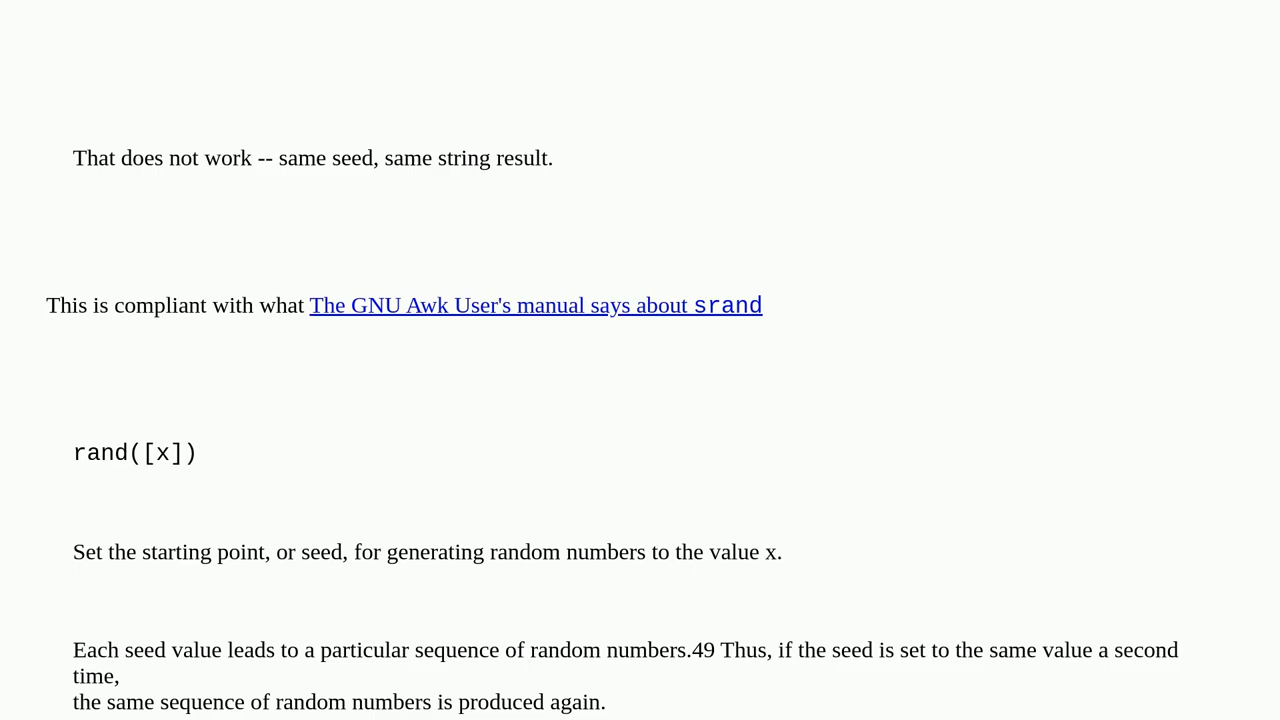 That does not work -- same seed, same string result.
This is compliant with what The GNU Awk User's manual says about srand
rand([x])
Set the starting point, or seed, for generating random numbers to the value x.
Each seed value leads to a particular sequence of random numbers.49 Thus, if the seed is set to the same value a second
time,
the same sequence of random numbers is produced again.